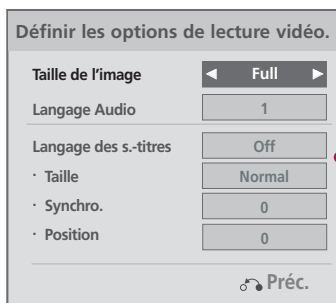 Définir les options de lecture vidéo.
Taille de l'image ◄ Full ►
Langage Audio 1
Langage des s.-titres Off
· Taille Normal
· Synchro. 0
· Position 0
Préc.